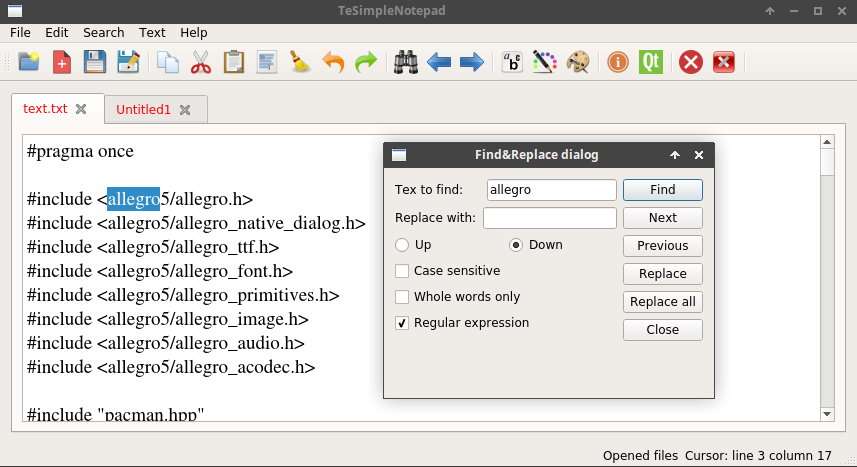 TeSimpleNotepad
File Edit Search Text Help
abc
Qt
text.txt Untitled1
#pragma once
#include <allegro5/allegro.h>
#include <allegro5/allegro_native_dialog.h>
#include <allegro5/allegro_ttf.h>
#include <allegro5/allegro_font.h>
#include <allegro5/allegro_primitives.h>
#include <allegro5/allegro_image.h>
#include <allegro5/allegro_audio.h>
#include <allegro5/allegro_acodec.h>
#include "pacman.hpp"
Find&Replace dialog
Tex to find: allegro Find
Replace with: Next
Up Down Previous
Case sensitive Replace
Whole words only Replace all
Regular expression Close
Opened files Cursor: line 3 column 17